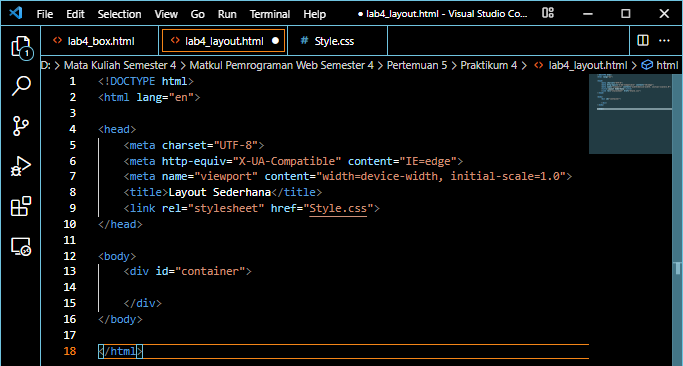 File Edit Selection View Go Run Terminal Help ● lab4_layout.html - Visual Studio Co...
lab4_box.html lab4_layout.html ● Style.css
D: > Mata Kuliah Semester 4 > Matkul Pemrograman Web Semester 4 > Pertemuan 5 > Praktikum 4 > lab4_layout.html > html
1 <!DOCTYPE html>
2 <html lang="en">
3
4 <head>
5 <meta charset="UTF-8">
6 <meta http-equiv="X-UA-Compatible" content="IE=edge">
7 <meta name="viewport" content="width=device-width, initial-scale=1.0">
8 <title>Layout Sederhana</title>
9 <link rel="stylesheet" href="Style.css">
10 </head>
11
12 <body>
13 <div id="container">
14
15 </div>
16 </body>
17
18 </html>
1